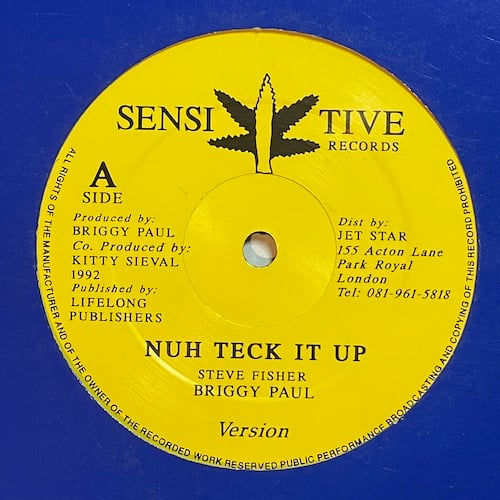 SENSI TIVE
RECORDS
A
SIDE
Produced by:
BRIGGY PAUL
Co. Produced by:
KITTY SIEVAL
1992
Published by:
LIFELONG
PUBLISHERS
Dist by:
JET STAR
155 Acton Lane
Park Royal
London
Tel: 081-961-5818
NUH TECK IT UP
STEVE FISHER
BRIGGY PAUL
Version
ALL RIGHTS OF THE MANUFACTURER AND OF THE OWNER OF THE RECORDED WORK RESERVED PUBLIC PERFORMANCE BROADCASTING AND COPYING OF THIS RECORD PROHIBITED